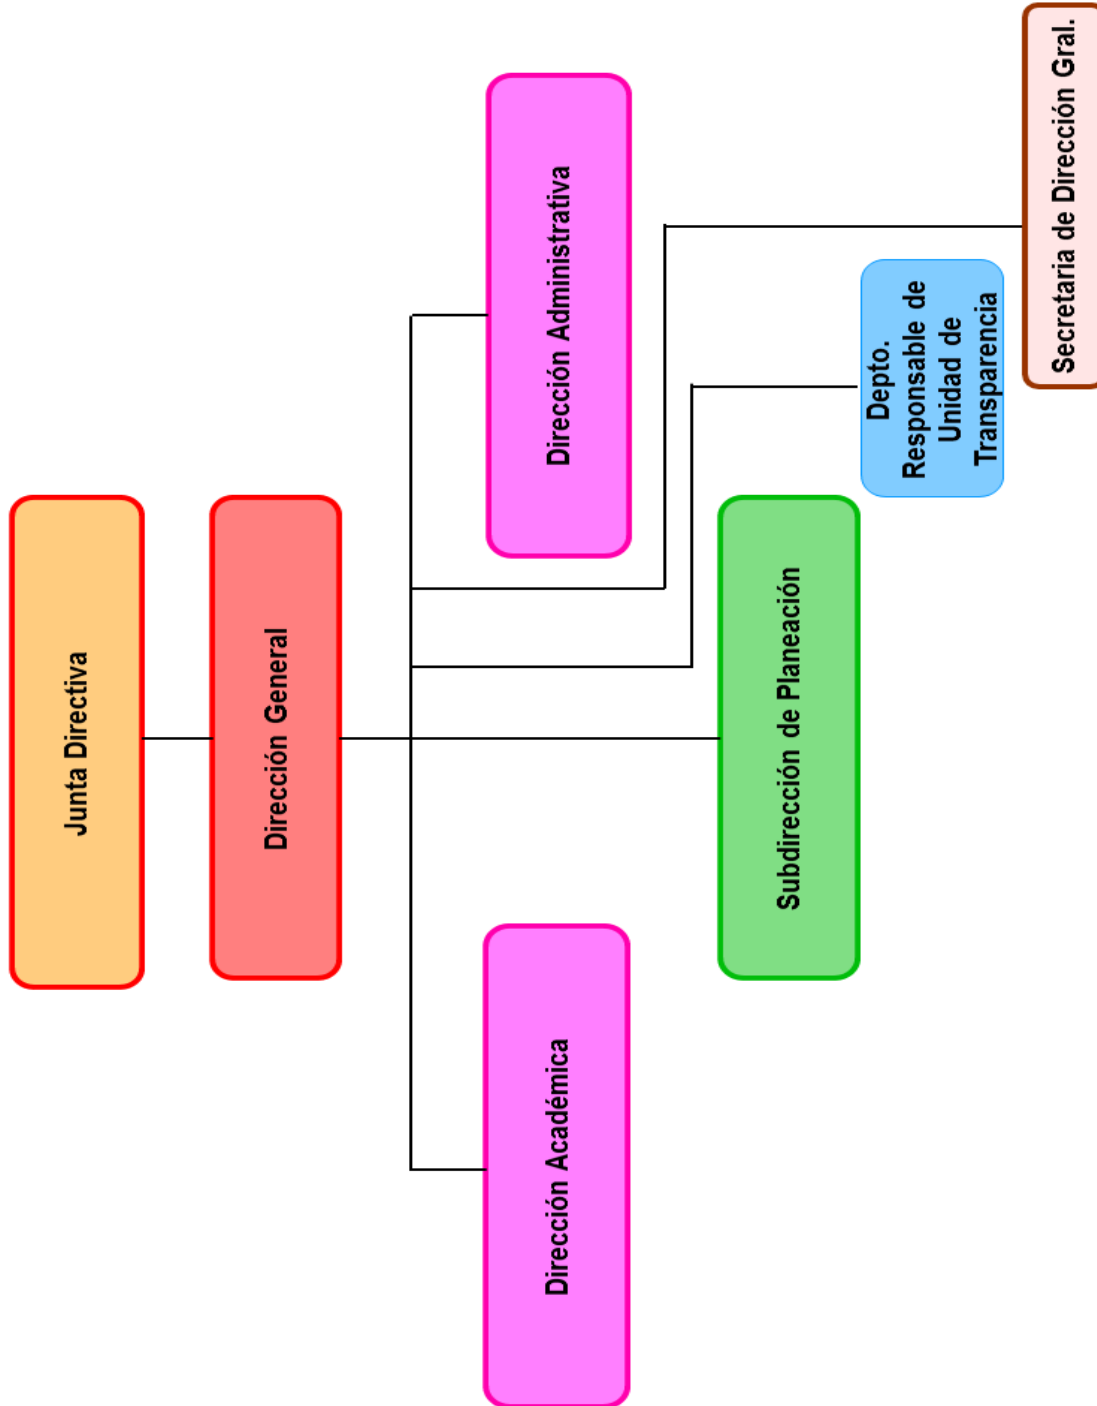 Junta Directiva
Dirección General
Dirección Académica
Dirección Administrativa
Subdirección de Planeación
Depto.
Responsable de
Unidad de
Transparencia
Secretaria de Dirección Gral.